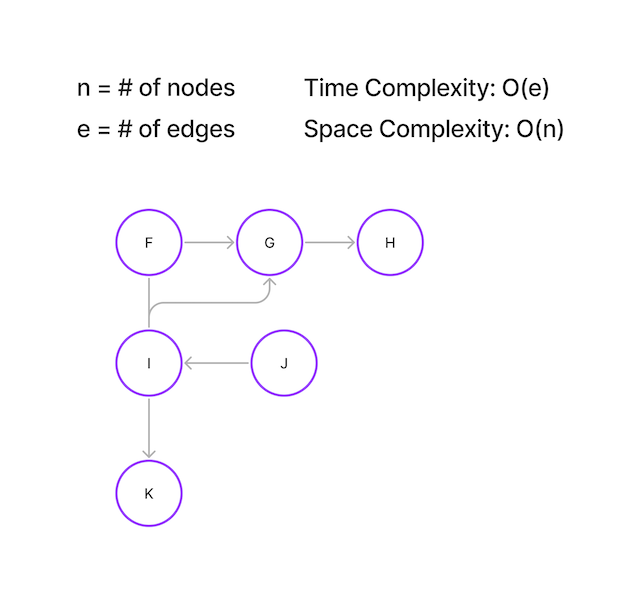 n = # of nodes
Time Complexity: O(e)
e = # of edges
Space Complexity: O(n)
F
G
H
I
J
K